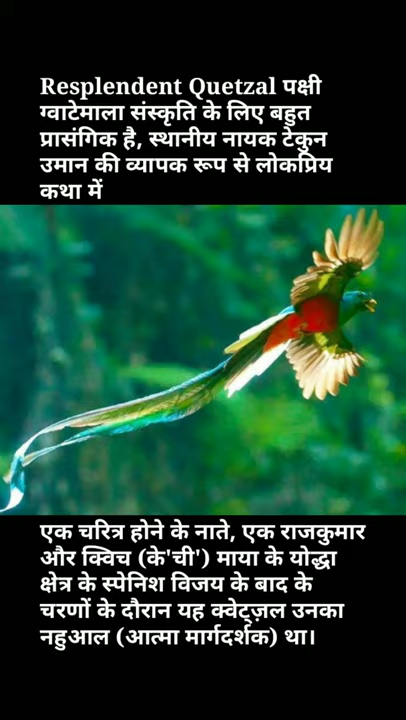 Resplendent Quetzal पक्षी
ग्वाटेमाला संस्कृति के लिए बहुत
प्रासंगिक है, स्थानीय नायक टेकुन
उमान की व्यापक रूप से लोकप्रिय
कथा में
एक चरित्र होने के नाते, एक राजकुमार
और क्विच (के'ची') माया के योद्धा
क्षेत्र के स्पेनिश विजय के बाद के
चरणों के दौरान यह क्वेट्ज़ल उनका
नहुआल (आत्मा मार्गदर्शक) था।